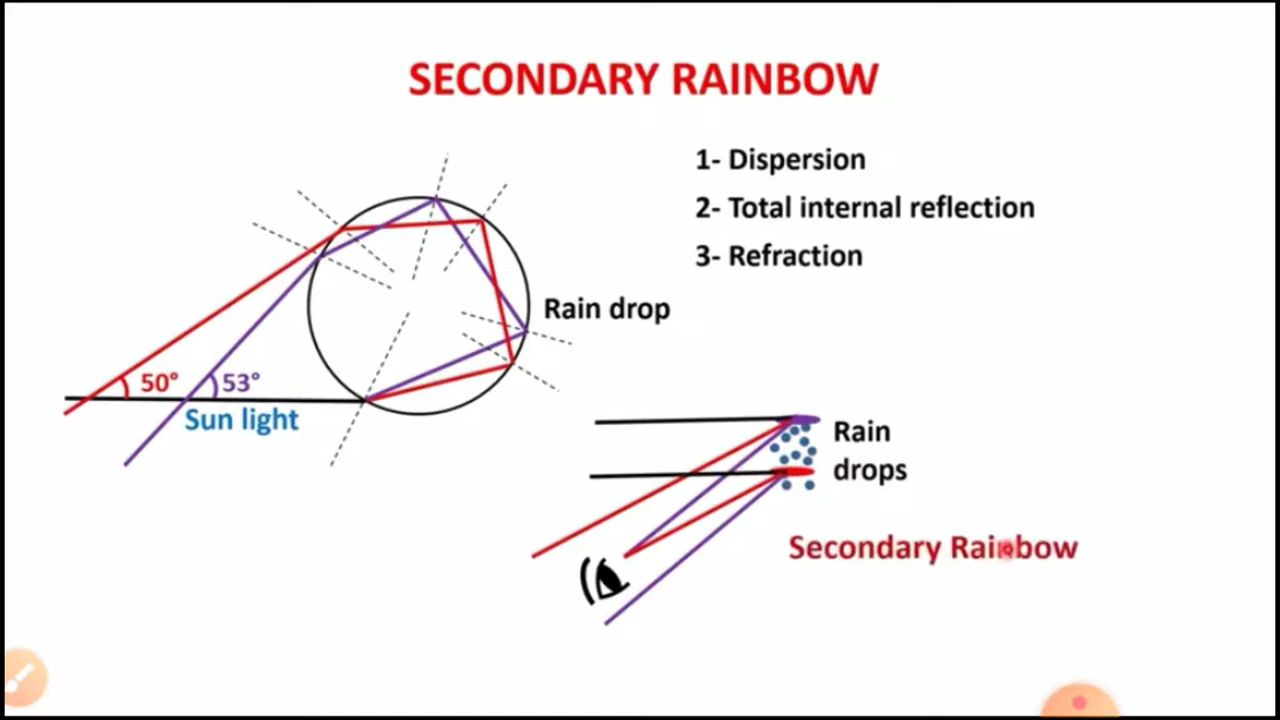 SECONDARY RAINBOW
1- Dispersion
2- Total internal reflection
3- Refraction
Rain drop
50°
53°
Sun light
Rain
drops
Secondary Rainbow